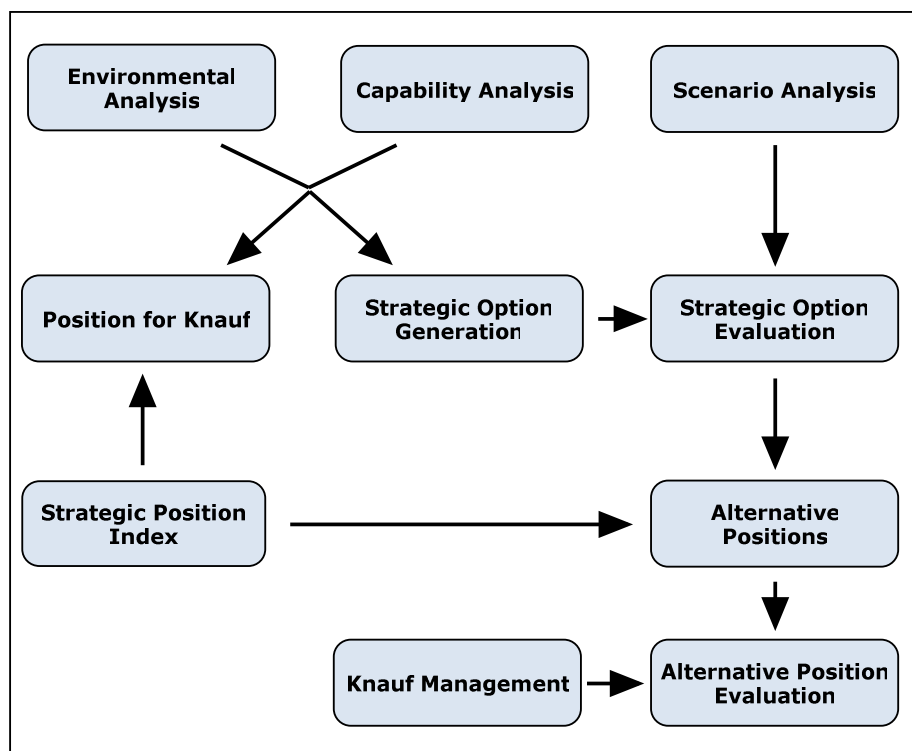 Environmental
Analysis
Capability Analysis
Scenario Analysis
Position for Knauf
Strategic Option
Generation
Strategic Option
Evaluation
Strategic Position
Index
Alternative
Positions
Knauf Management
Alternative Position
Evaluation